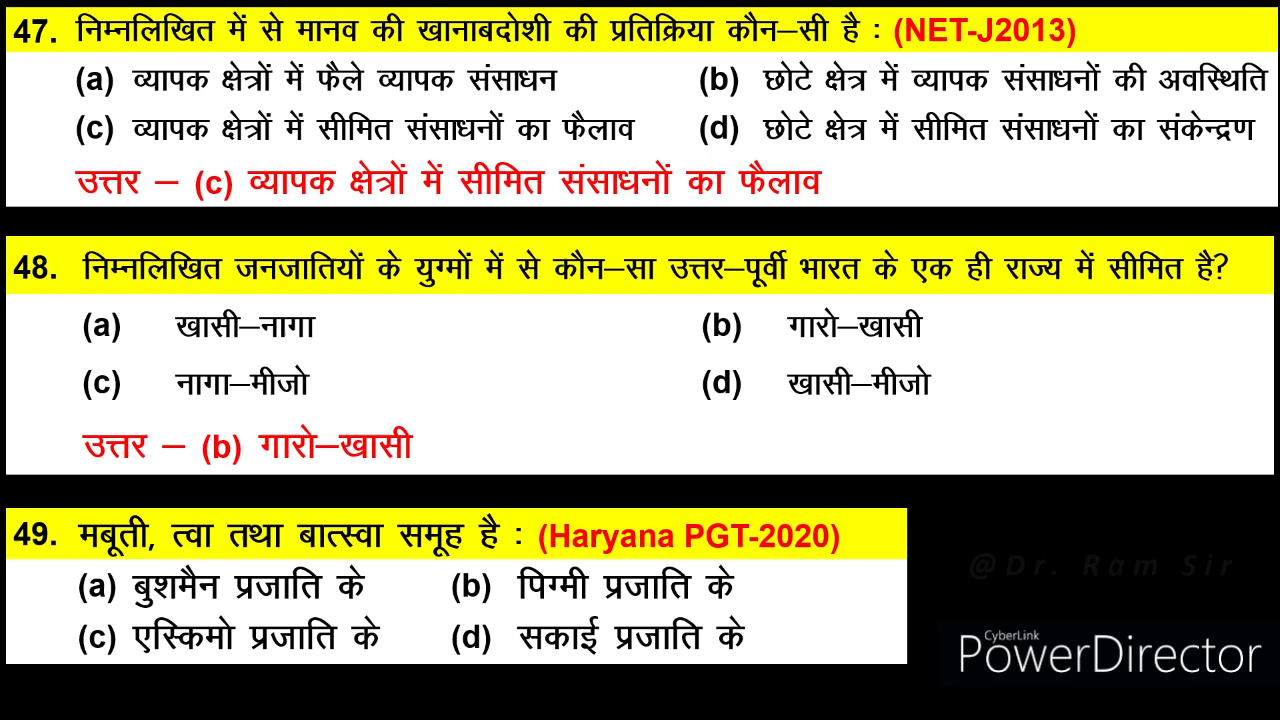 47. निम्नलिखित में से मानव की खानाबदोशी की प्रतिक्रिया कौन–सी है : (NET-J2013)
(a) व्यापक क्षेत्रों में फैले व्यापक संसाधन (b) छोटे क्षेत्र में व्यापक संसाधनों की अवस्थिति
(c) व्यापक क्षेत्रों में सीमित संसाधनों का फैलाव (d) छोटे क्षेत्र में सीमित संसाधनों का संकेन्द्रण
उत्तर – (c) व्यापक क्षेत्रों में सीमित संसाधनों का फैलाव
48. निम्नलिखित जनजातियों के युग्मों में से कौन–सा उत्तर–पूर्वी भारत के एक ही राज्य में सीमित है?
(a) खासी–नागा (b) गारो–खासी
(c) नागा–मीजो (d) खासी–मीजो
उत्तर – (b) गारो–खासी
49. मबूती, त्वा तथा बात्स्वा समूह है : (Haryana PGT-2020)
(a) बुशमैन प्रजाति के (b) पिग्मी प्रजाति के
(c) एस्किमो प्रजाति के (d) सकाई प्रजाति के
@Dr. Ram Sir
CyberLink
PowerDirector